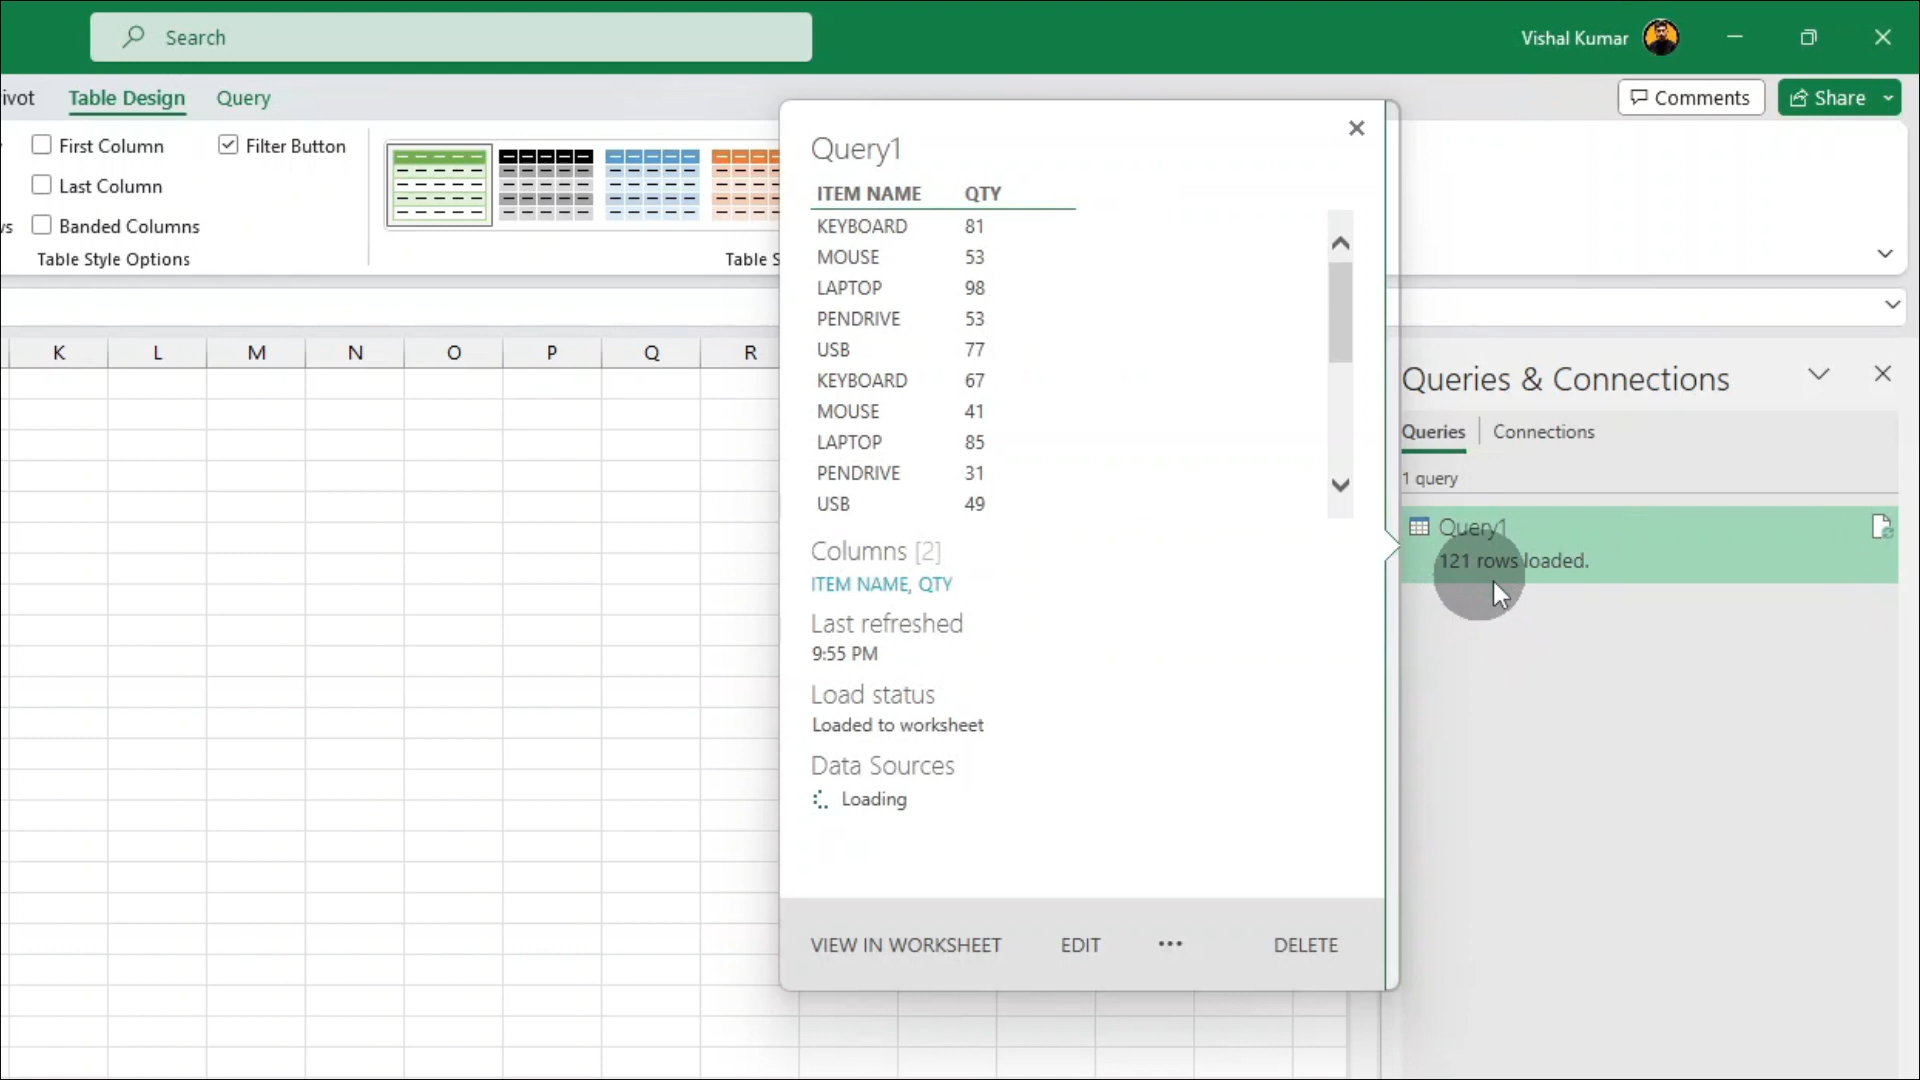 Search
Vishal Kumar
ivot
Table Design
Query
Comments
Share
First Column
Filter Button
Last Column
Banded Columns
Table Style Options
Table S
Query1
ITEM NAME QTY
KEYBOARD 81
MOUSE 53
LAPTOP 98
PENDRIVE 53
USB 77
KEYBOARD 67
MOUSE 41
LAPTOP 85
PENDRIVE 31
USB 49
Columns [2]
ITEM NAME, QTY
Last refreshed
9:55 PM
Load status
Loaded to worksheet
Data Sources
Loading
VIEW IN WORKSHEET EDIT ••• DELETE
K L M N O P Q R
Queries & Connections
Queries Connections
1 query
Query1
121 rows loaded.